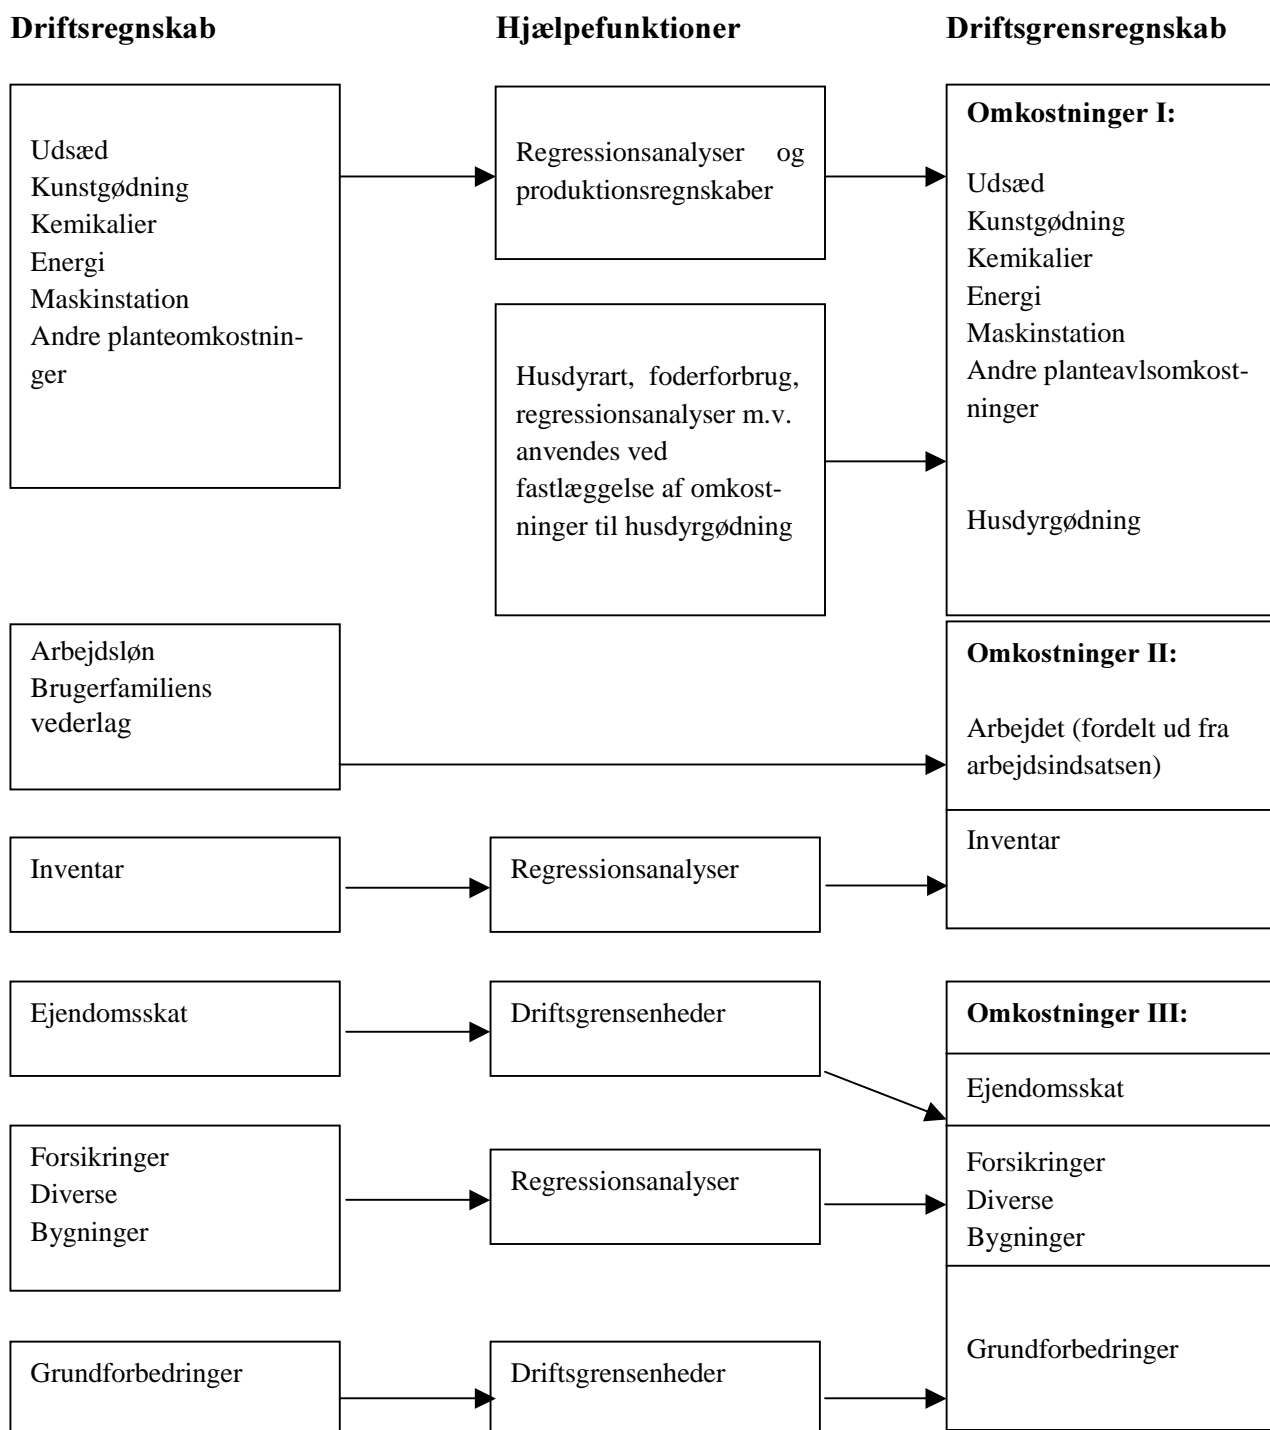 Driftsregnskab
Hjælpefunktioner
Driftsgrensregnskab
Udsæd
Kunstgødning
Kemikalier
Energi
Maskinstation
Andre planteomkostnin-
ger
Regressionsanalyser og
produktionsregnskaber
Husdyrart, foderforbrug,
regressionsanalyser m.v.
anvendes ved
fastlæggelse af omkost-
ninger til husdyrgødning
Omkostninger I:
Udsæd
Kunstgødning
Kemikalier
Energi
Maskinstation
Andre planteavlsomkost-
ninger
Husdyrgødning
Arbejdsløn
Brugerfamiliens
vederlag
Omkostninger II:
Arbejdet (fordelt ud fra
arbejdsindsatsen)
Inventar
Regressionsanalyser
Inventar
Ejendomsskat
Driftsgrensenheder
Omkostninger III:
Ejendomsskat
Forsikringer
Diverse
Bygninger
Regressionsanalyser
Forsikringer
Diverse
Bygninger
Grundforbedringer
Driftsgrensenheder
Grundforbedringer